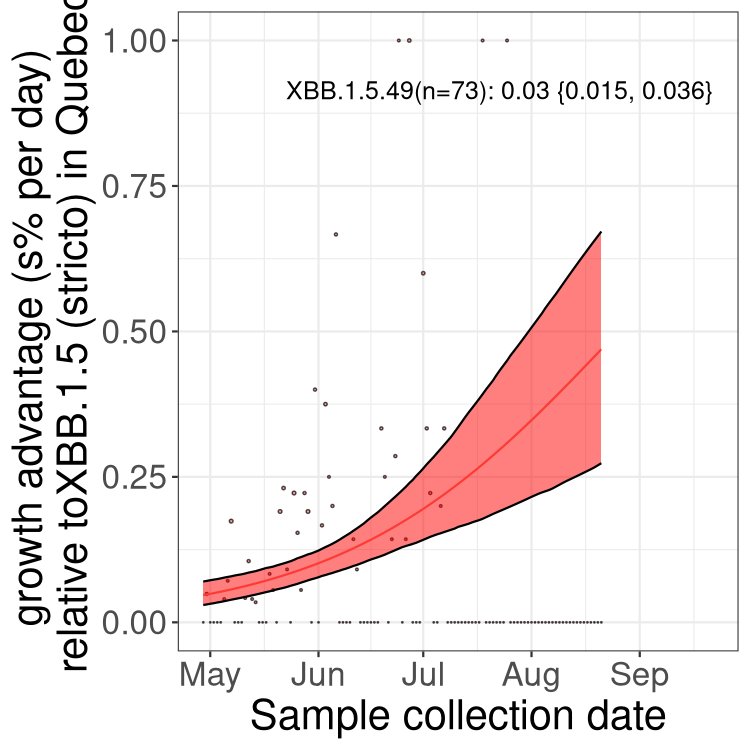 growth advantage (s% per day)
relative toXBB.1.5 (stricto) in Quebec
1.00
0.75
0.50
0.25
0.00
XBB.1.5.49(n=73): 0.03 {0.015, 0.036}
May Jun Jul Aug Sep
Sample collection date